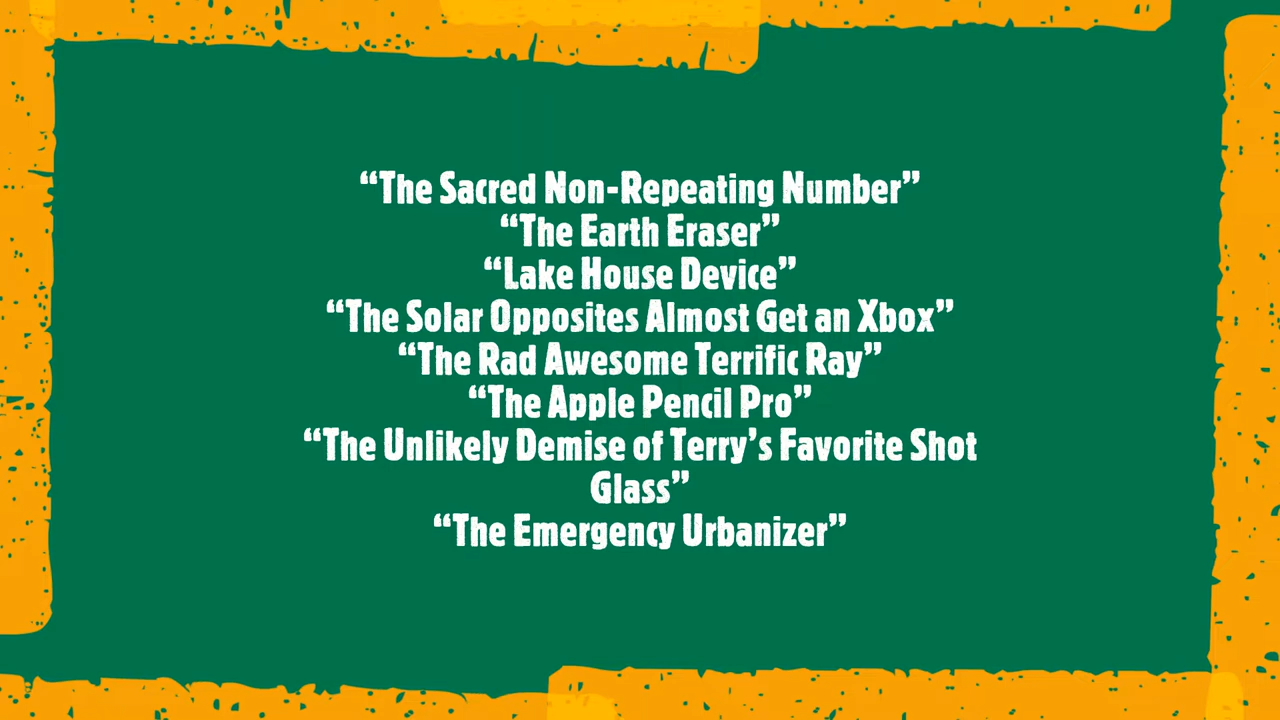 “The Sacred Non-Repeating Number”
“The Earth Eraser”
“Lake House Device”
“The Solar Opposites Almost Get an Xbox”
“The Rad Awesome Terrific Ray”
“The Apple Pencil Pro”
“The Unlikely Demise of Terry’s Favorite Shot
Glass”
“The Emergency Urbanizer”